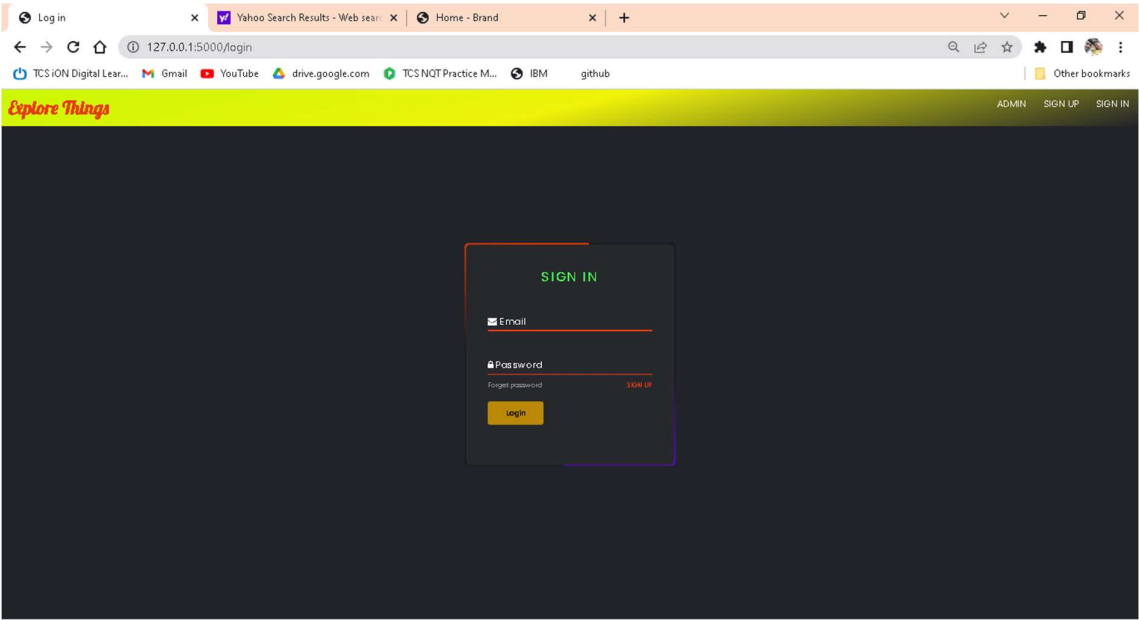 Log in
Yahoo Search Results - Web sear
Home - Brand
127.0.0.1:5000/login
TCS iON Digital Lear...
Gmail
YouTube
drive.google.com
TCS NQT Practice M...
IBM
github
Other bookmarks
Explore Things
ADMIN
SIGN UP
SIGN IN
SIGN IN
Email
Password
Forget password
SIGN UP
Login